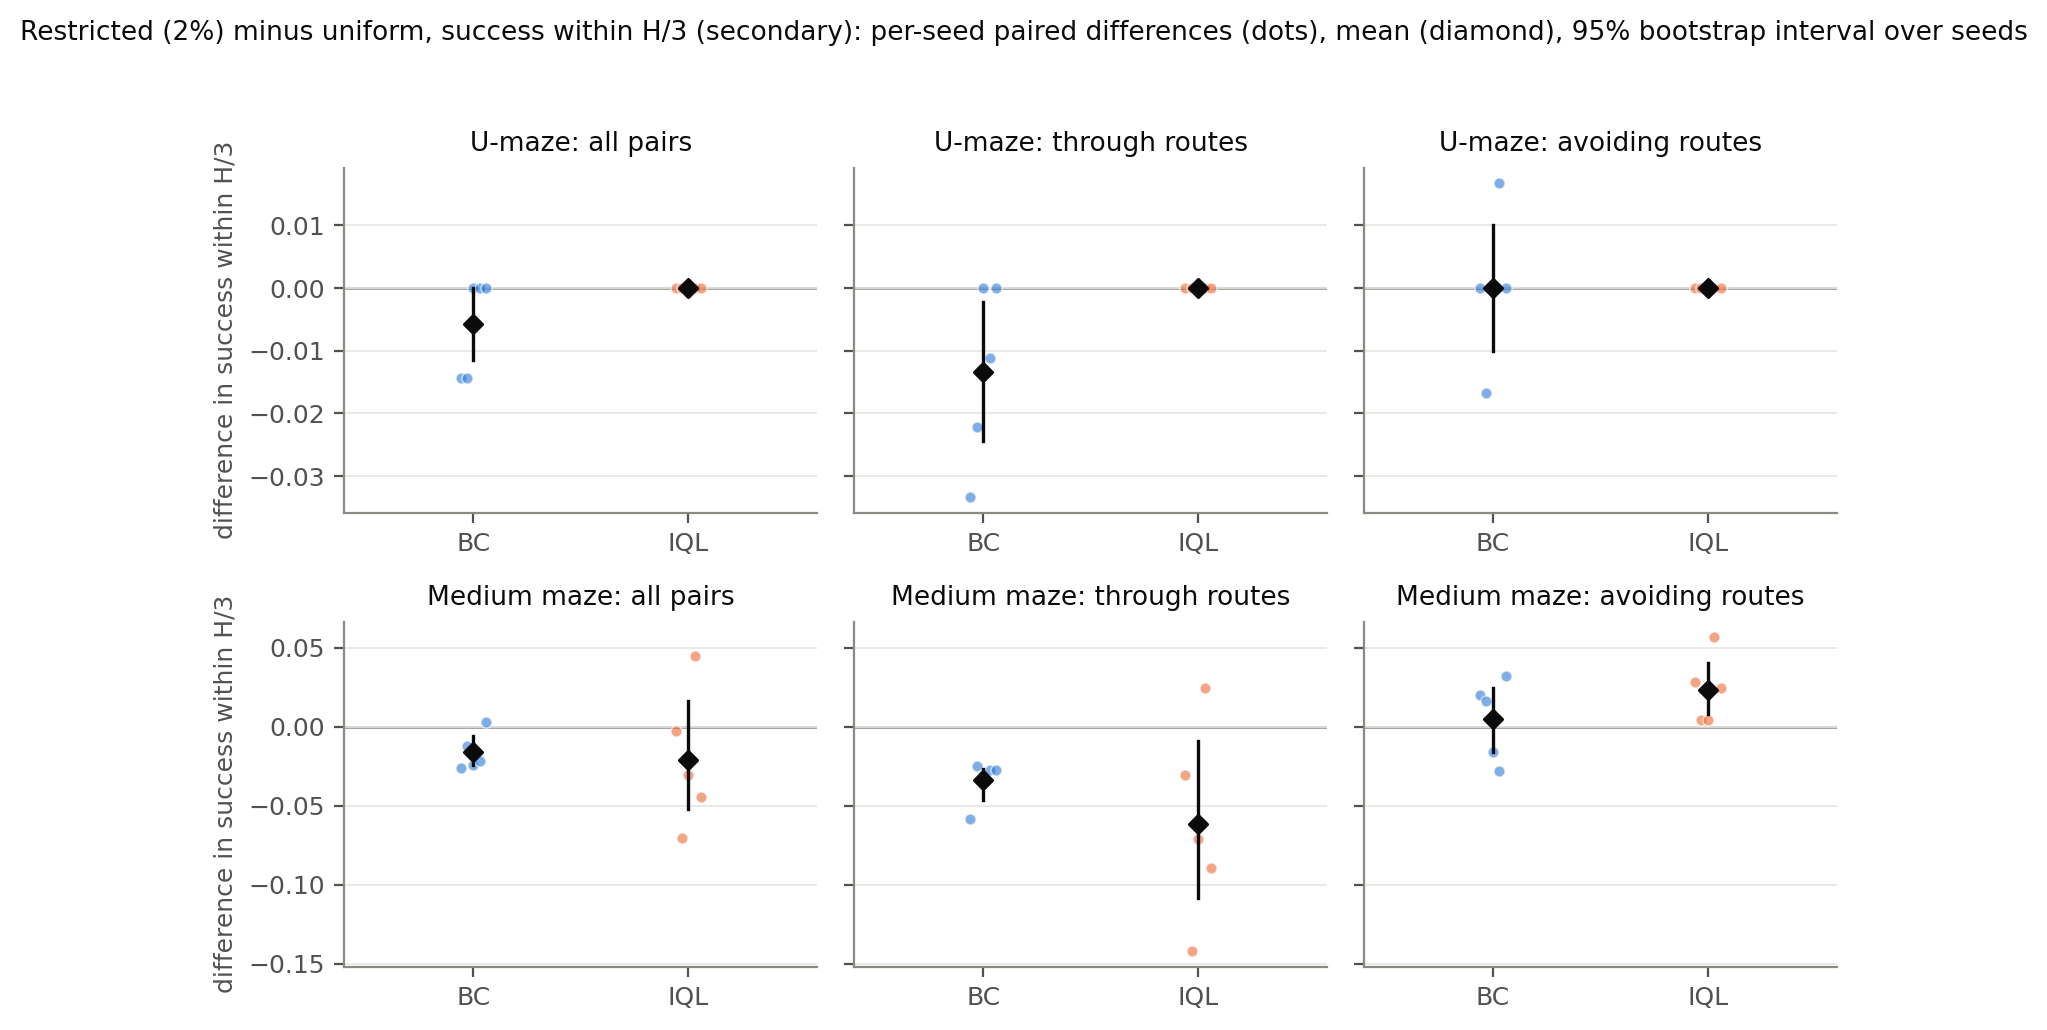 Restricted (2%) minus uniform, success within H/3 (secondary): per-seed paired differences (dots), mean (diamond), 95% bootstrap interval over seeds
U-maze: all pairs
U-maze: through routes
U-maze: avoiding routes
difference in success within H/3
0.01
0.00
−0.01
−0.02
−0.03
BC
IQL
BC
IQL
BC
IQL
Medium maze: all pairs
Medium maze: through routes
Medium maze: avoiding routes
difference in success within H/3
0.05
0.00
−0.05
−0.10
−0.15
BC
IQL
BC
IQL
BC
IQL